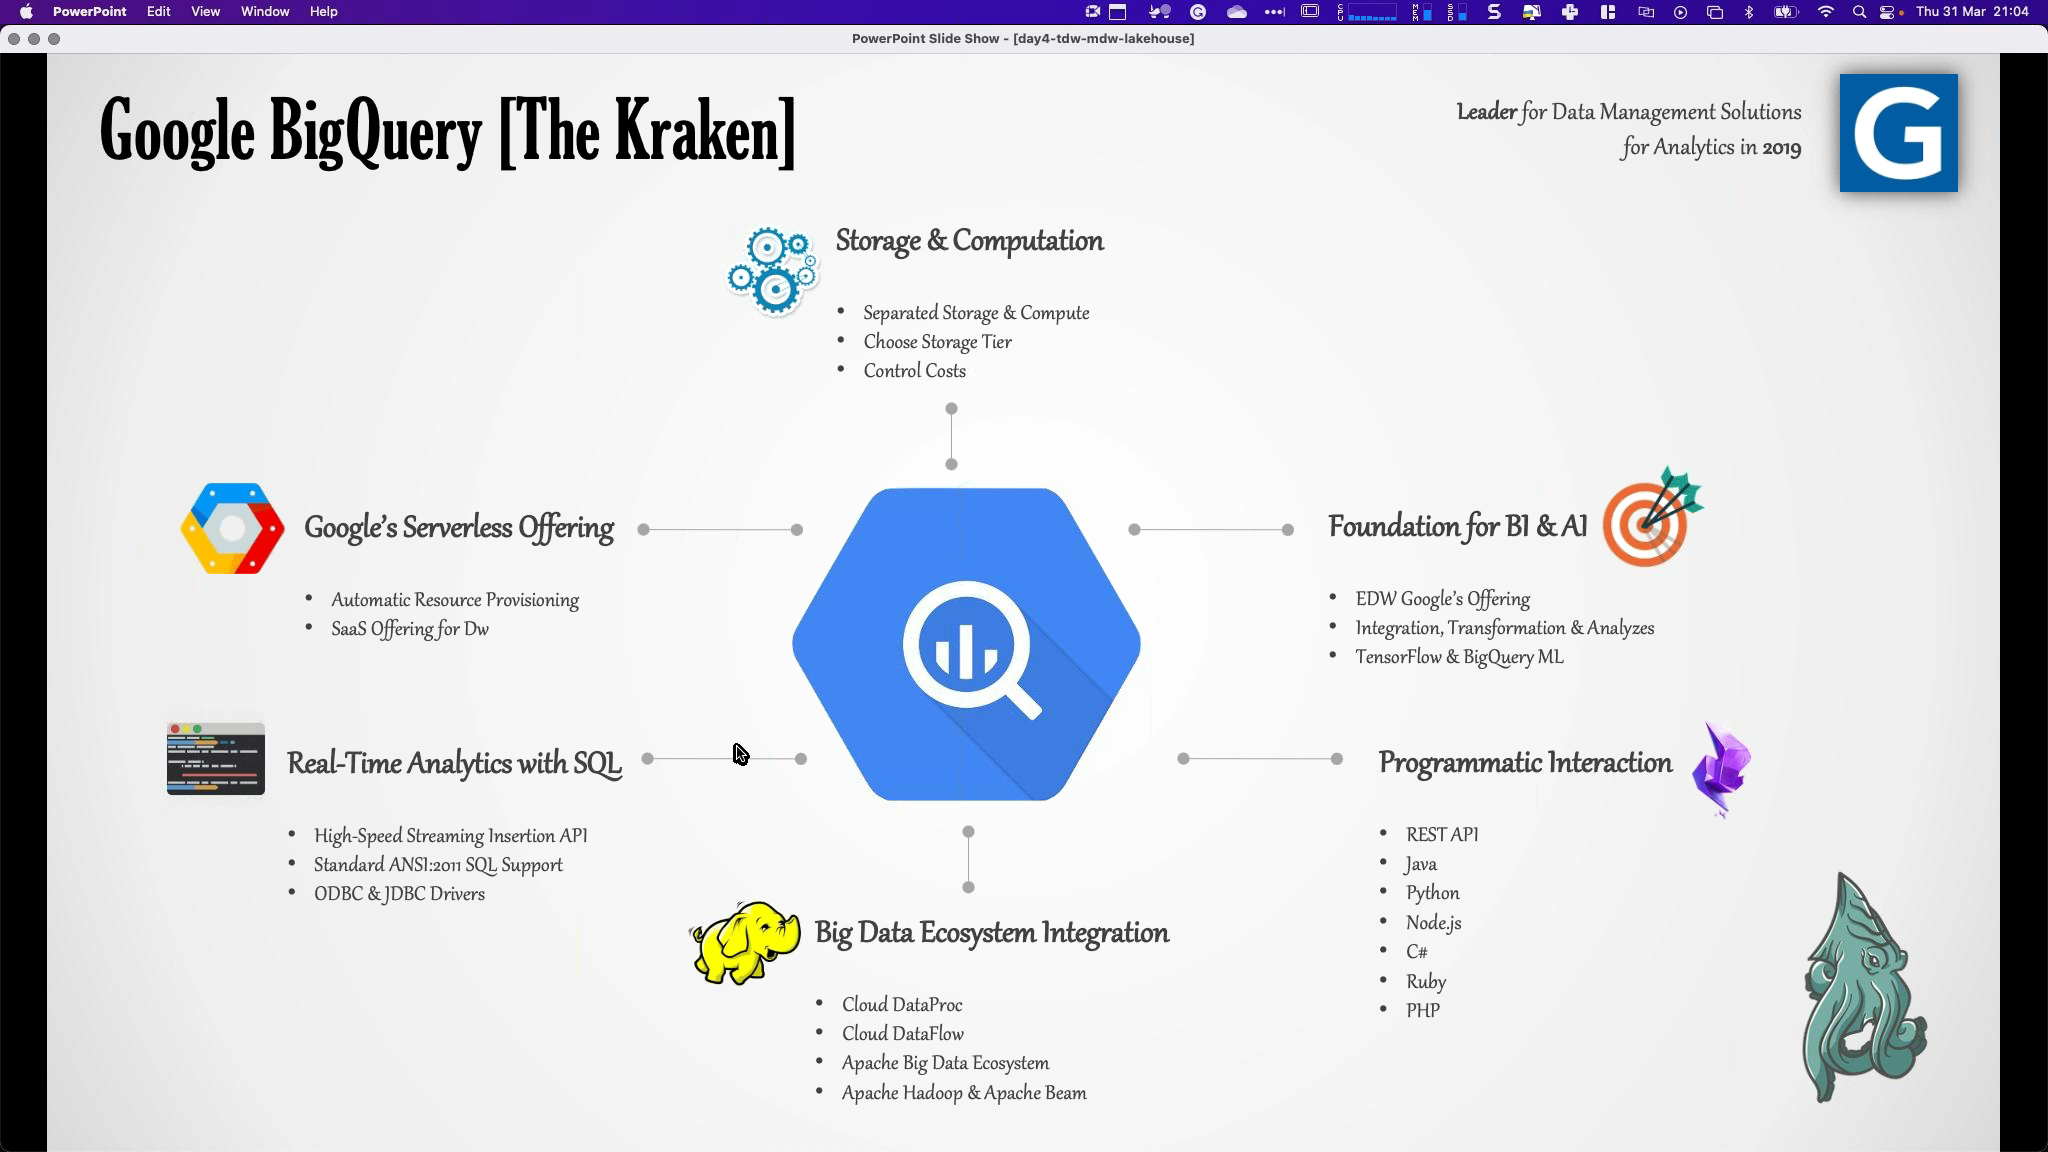 PowerPoint Edit View Window Help
Thu 31 Mar 21:04
PowerPoint Slide Show - [day4-tdw-mdw-lakehouse]
Google BigQuery [The Kraken]
Leader for Data Management Solutions
for Analytics in 2019
G
Storage & Computation
• Separated Storage & Compute
• Choose Storage Tier
• Control Costs
Google's Serverless Offering
• Automatic Resource Provisioning
• SaaS Offering for Dw
Foundation for BI & AI
• EDW Google's Offering
• Integration, Transformation & Analyzes
• TensorFlow & BigQuery ML
Real-Time Analytics with SQL
• High-Speed Streaming Insertion API
• Standard ANSI:2011 SQL Support
• ODBC & JDBC Drivers
Programmatic Interaction
• REST API
• Java
• Python
• Node.js
• C#
• Ruby
• PHP
Big Data Ecosystem Integration
• Cloud DataProc
• Cloud DataFlow
• Apache Big Data Ecosystem
• Apache Hadoop & Apache Beam